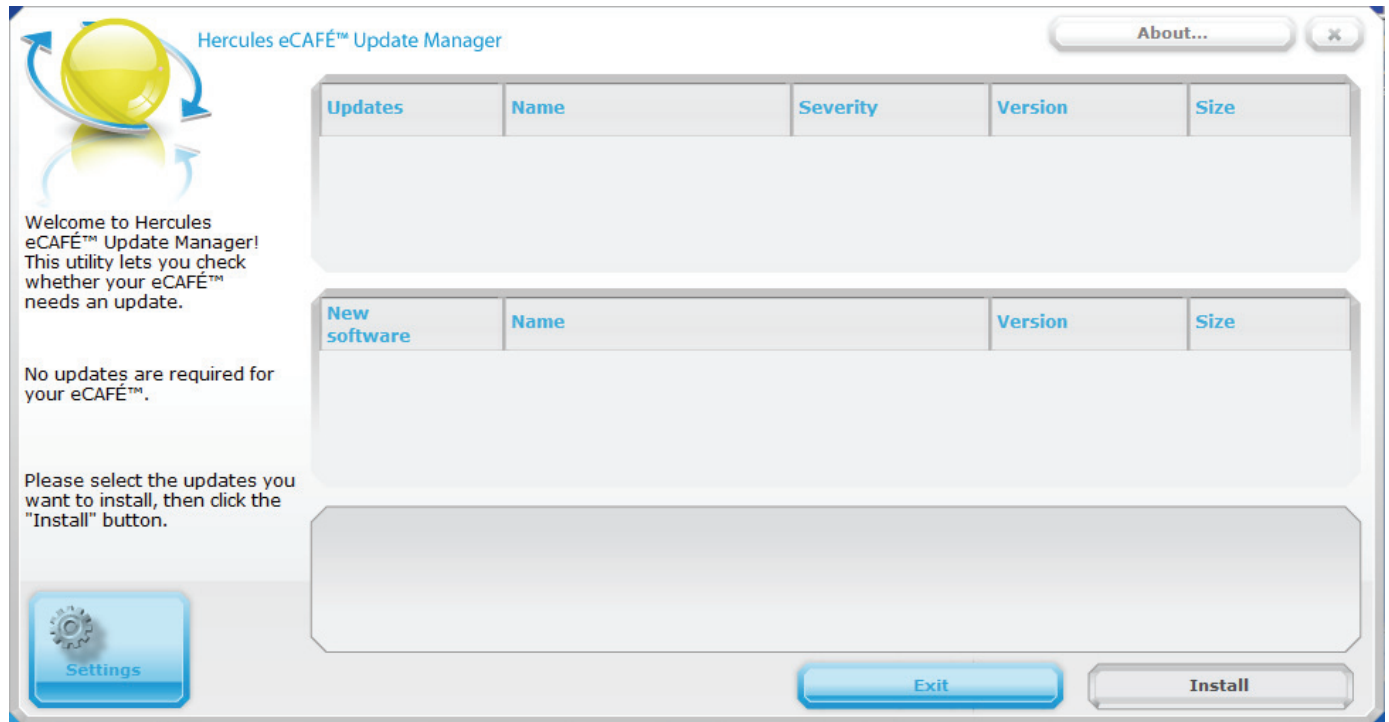 Hercules eCAFÉ™ Update Manager
About...
Updates
Name
Severity
Version
Size
Welcome to Hercules
eCAFÉ™ Update Manager!
This utility lets you check
whether your eCAFÉ™
needs an update.
New
software
Name
Version
Size
No updates are required for
your eCAFÉ™.
Please select the updates you
want to install, then click the
"Install" button.
Settings
Exit
Install